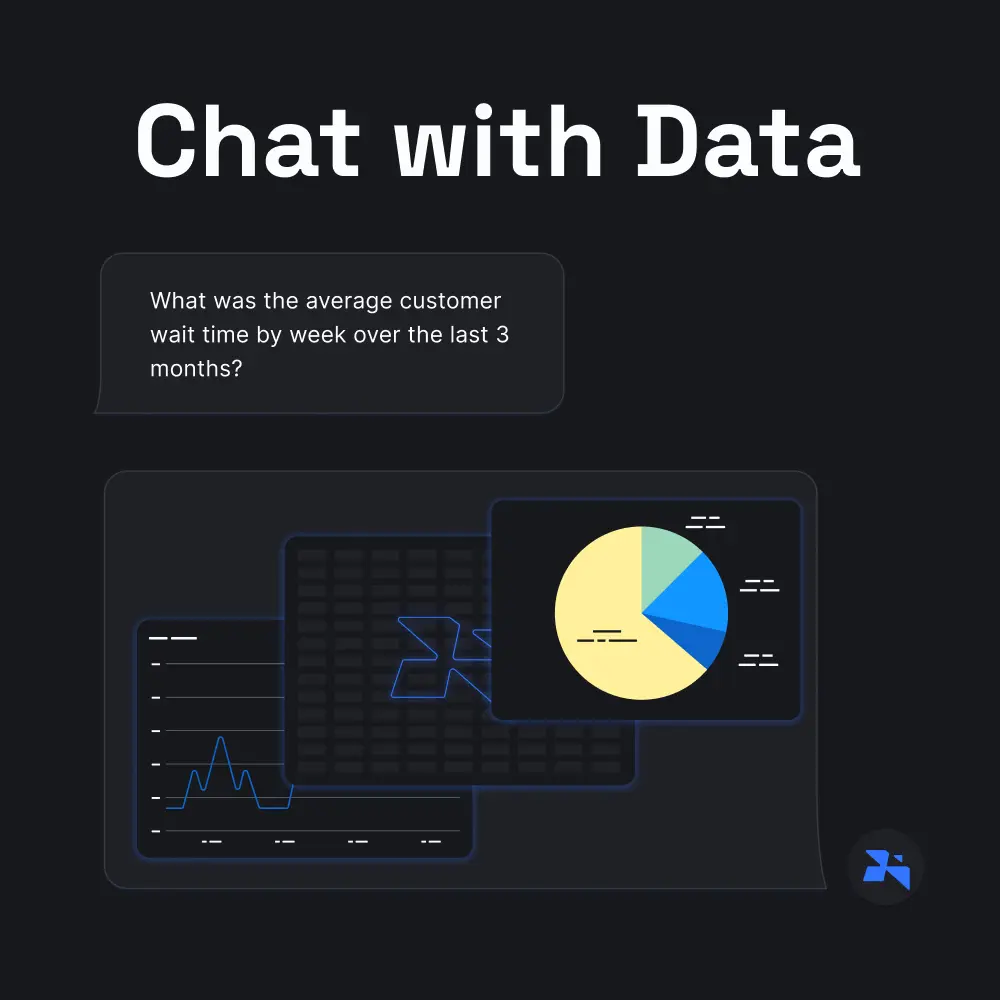 Chat with Data
What was the average customer
wait time by week over the last 3
months?